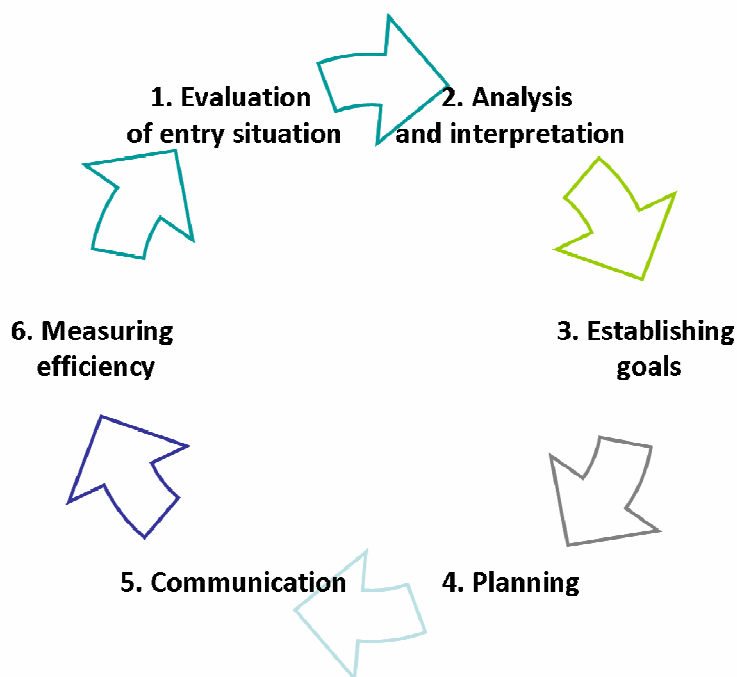 1. Evaluation
of entry situation
2. Analysis
and interpretation
3. Establishing
goals
4. Planning
5. Communication
6. Measuring
efficiency